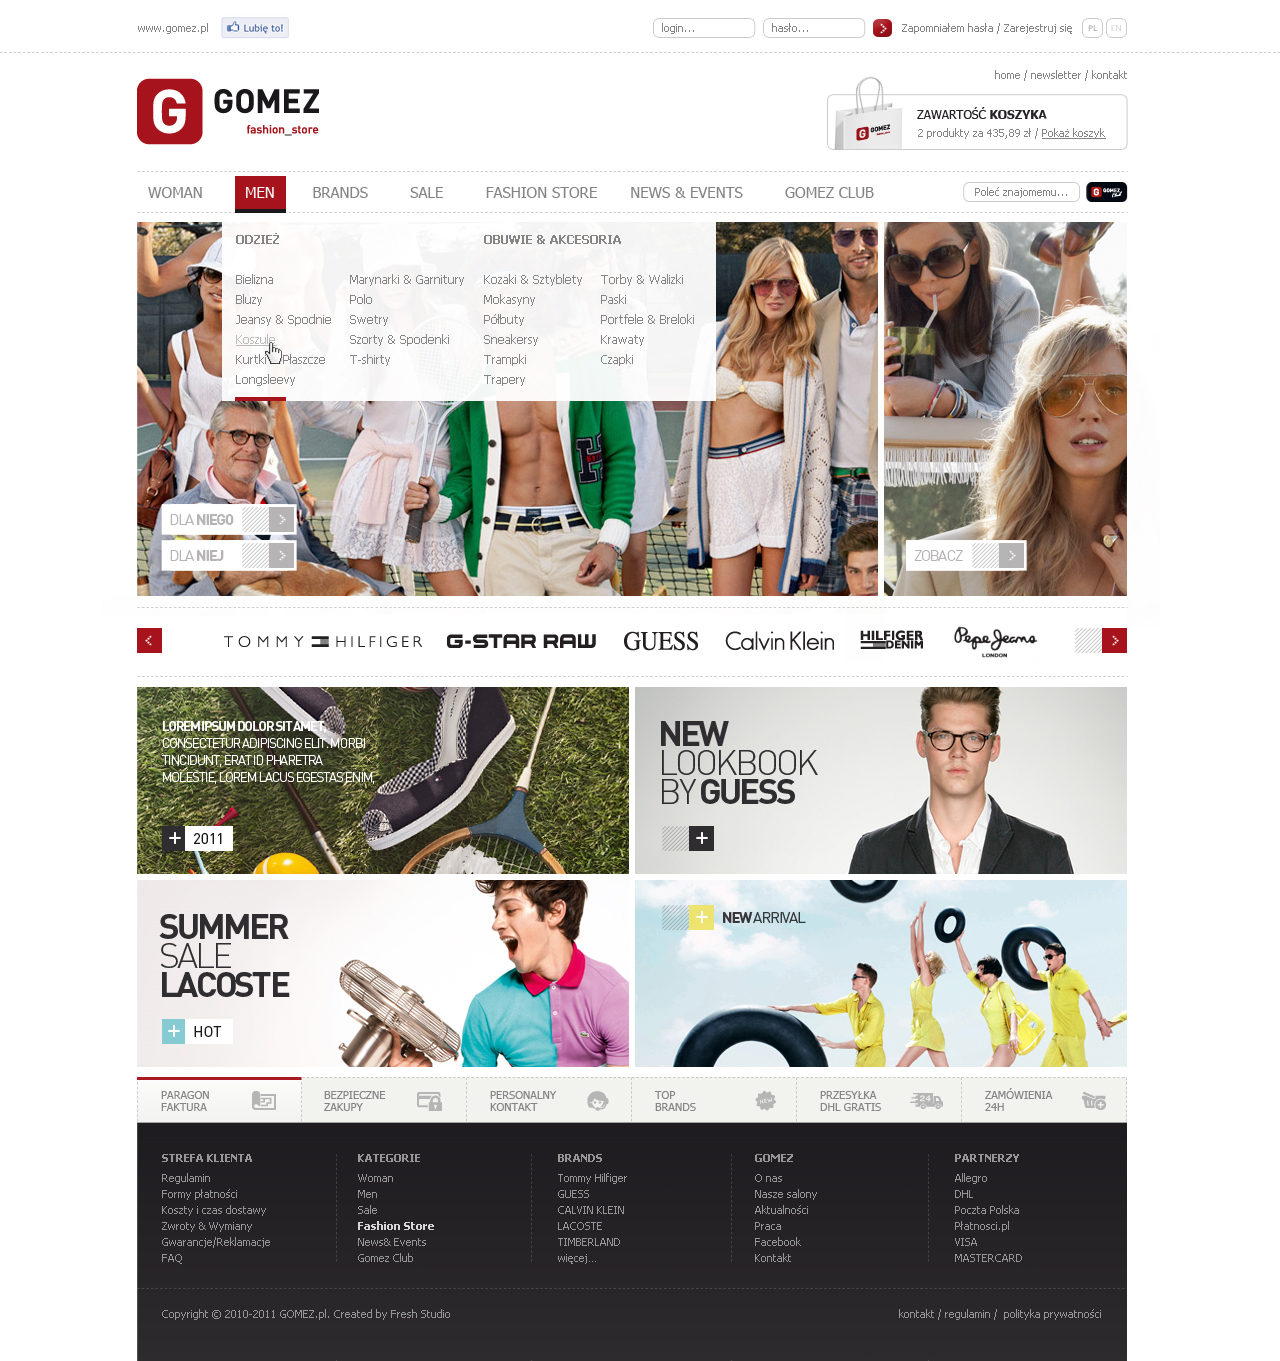 www.gomez.pl
Lubię to!
login...
hasło...
Zapomniałem hasła / Zarejestruj się
PL
EN
home / newsletter / kontakt
G GOMEZ
fashion_store
G GOMEZ
ZAWARTOŚĆ KOSZYKA
2 produkty za 435,89 zł / Pokaż koszyk
WOMAN
MEN
BRANDS
SALE
FASHION STORE
NEWS & EVENTS
GOMEZ CLUB
Poleć znajomemu...
G GOMEZ
Club
ODZIEŻ
OBUWIE & AKCESORIA
Bielizna
Marynarki & Garnitury
Kozaki & Sztyblety
Torby & Walizki
Bluzy
Polo
Mokasyny
Paski
Jeansy & Spodnie
Swetry
Półbuty
Portfele & Breloki
Koszule
Szorty & Spodenki
Sneakersy
Krawaty
Kurtki Płaszcze
T-shirty
Trampki
Czapki
Longsleevy
Trapery
H
DLA NIEGO
DLA NIEJ
ZOBACZ
TOMMY HILFIGER
G-STAR RAW
GUESS
Calvin Klein
HILFIGER
DENIM
Pepe Jeans
LONDON
LOREM IPSUM DOLOR SIT AMET,
CONSECTETUR ADIPISCING ELIT. MORBI
TINCIDUNT, ERAT ID PHARETRA
MOLESTIE, LOREM LACUS EGESTAS ENIM,
+ 2011
NEW
LOOKBOOK
BY GUESS
+
SUMMER
SALE
LACOSTE
+ HOT
+ NEW ARRIVAL
PARAGON
FAKTURA
BEZPIECZNE
ZAKUPY
PERSONALNY
KONTAKT
TOP
BRANDS
NEW
PRZESYŁKA
DHL GRATIS
24
ZAMÓWIENIA
24H
STREFA KLIENTA
Regulamin
Formy płatności
Koszty i czas dostawy
Zwroty & Wymiany
Gwarancje/Reklamacje
FAQ
KATEGORIE
Woman
Men
Sale
Fashion Store
News& Events
Gomez Club
BRANDS
Tommy Hilfiger
GUESS
CALVIN KLEIN
LACOSTE
TIMBERLAND
więcej...
GOMEZ
O nas
Nasze salony
Aktualności
Praca
Facebook
Kontakt
PARTNERZY
Allegro
DHL
Poczta Polska
Płatnosci.pl
VISA
MASTERCARD
Copyright © 2010-2011 GOMEZ.pl. Created by Fresh Studio
kontakt / regulamin / polityka prywatności